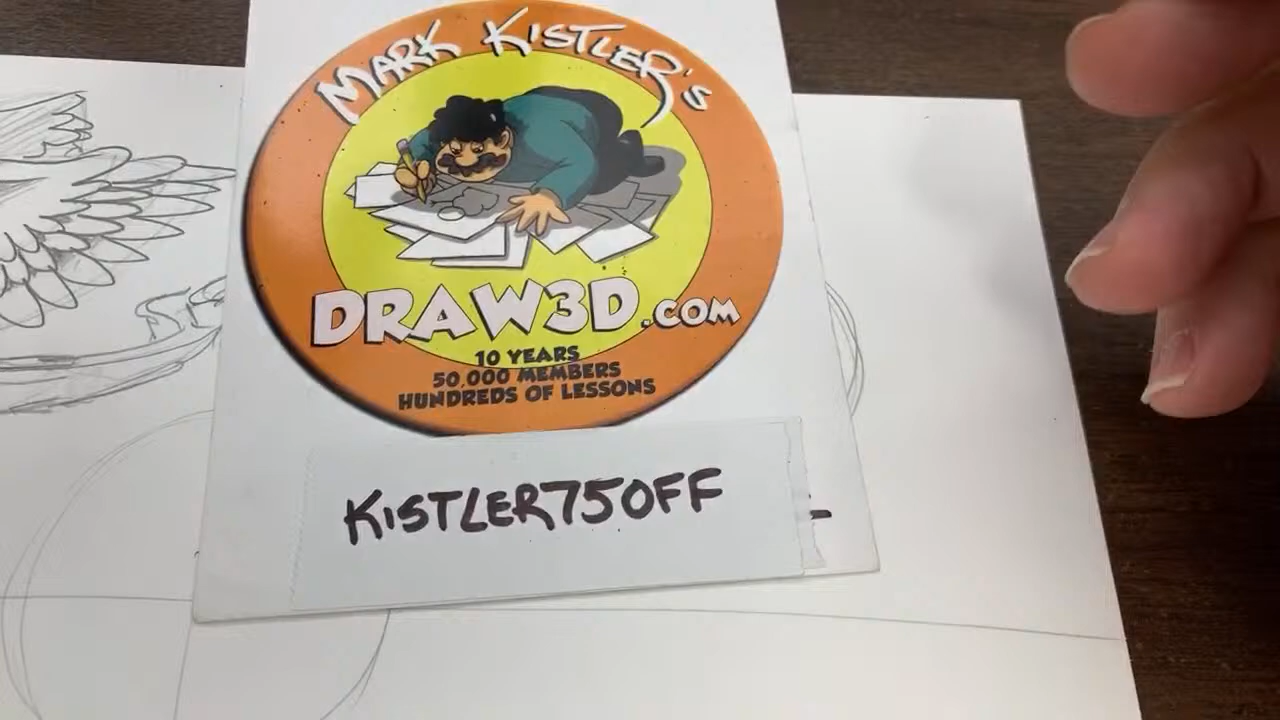 MARK KISTLER'S
DRAW3D.COM
10 YEARS
50,000 MEMBERS
HUNDREDS OF LESSONS
KISTLER75OFF